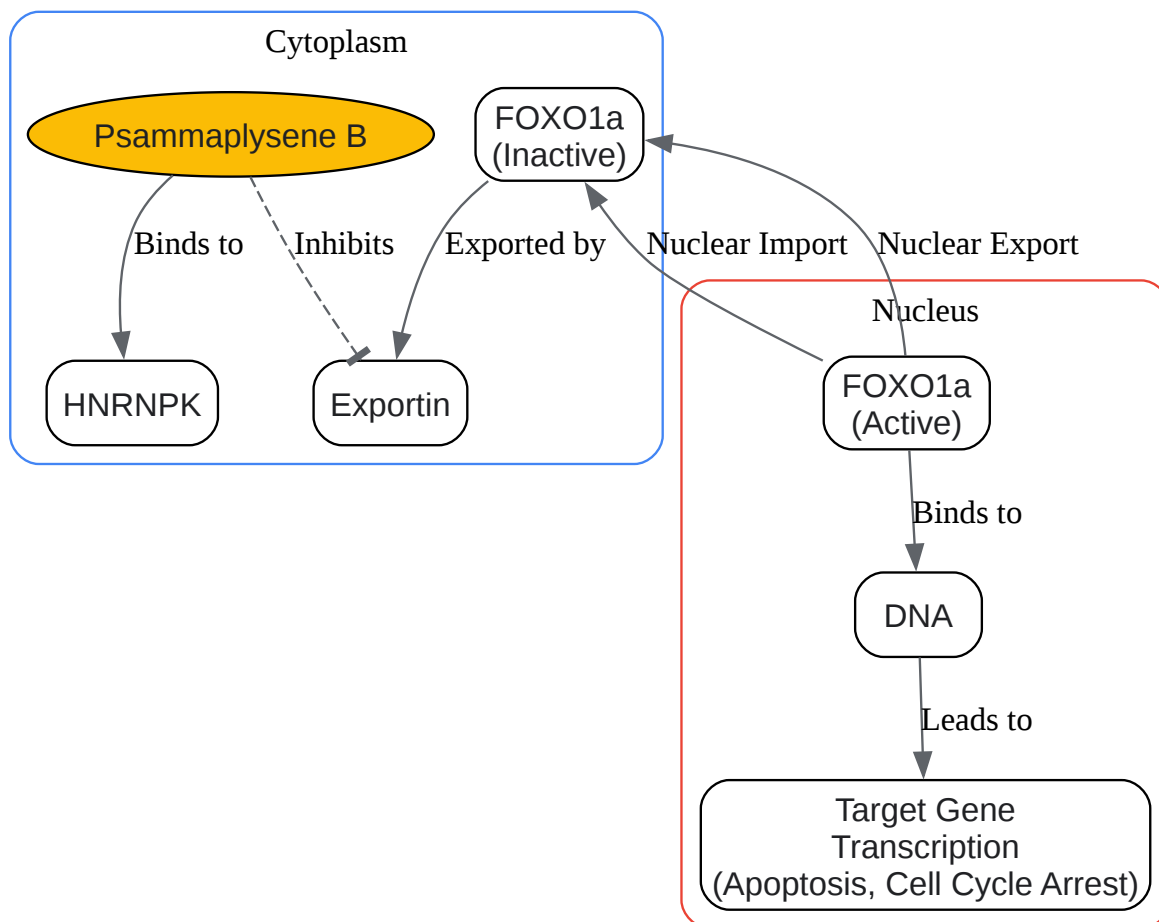 Cytoplasm
Psammaplysene B
FOXO1a
(Inactive)
Binds to
Inhibits
Exported by
Nuclear Import
Nuclear Export
Nucleus
HNRNPK
Exportin
FOXO1a
(Active)
Binds to
DNA
Leads to
Target Gene
Transcription
(Apoptosis, Cell Cycle Arrest)